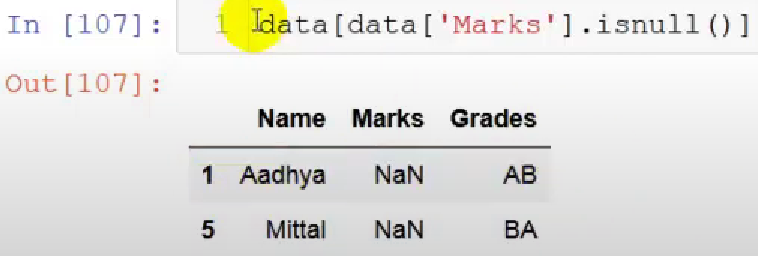 In [107]: 1 data[data['Marks'].isnull()]
Out[107]:
Name Marks Grades
1 Aadhya NaN AB
5 Mittal NaN BA